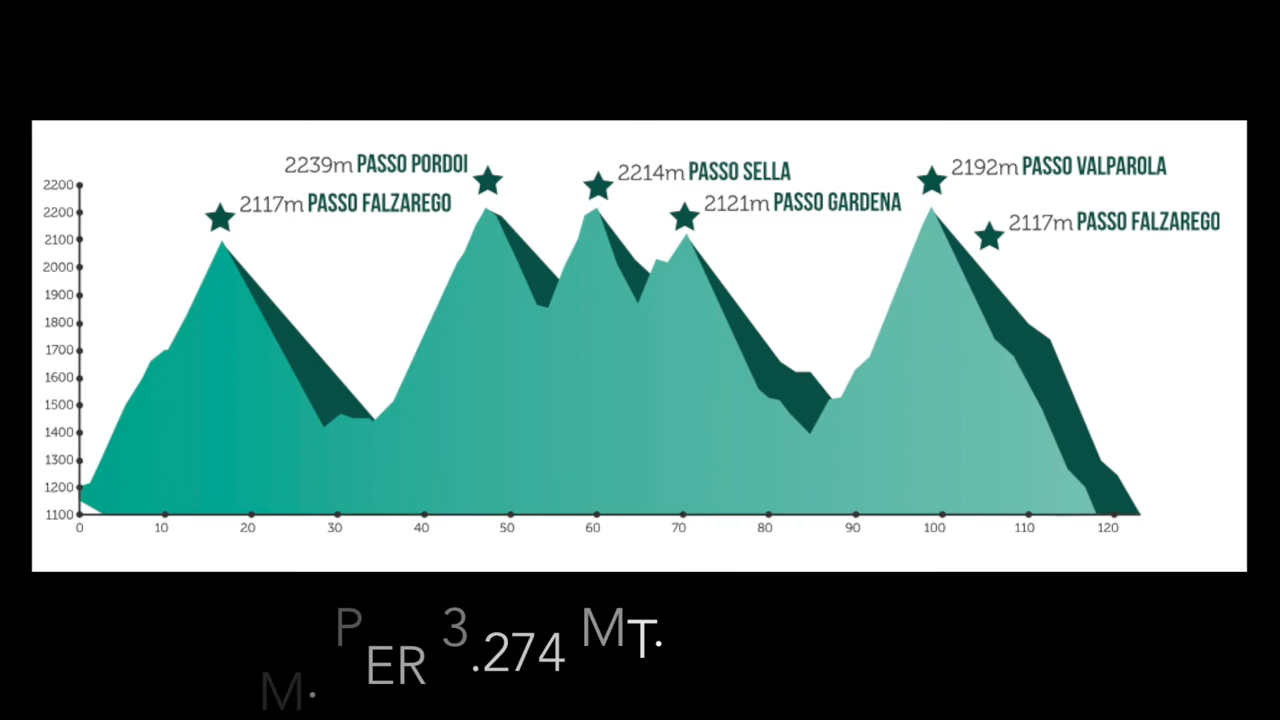 2239m PASSO PORDOI
2214m PASSO SELLA
2192m PASSO VALPAROLA
2117m PASSO FALZAREGO
2121m PASSO GARDENA
2117m PASSO FALZAREGO
2200
2200
2100
2000
1900
1800
1700
1600
1500
1400
1300
1200
1100
0 10 20 30 40 50 60 70 80 90 100 110 120
M. PER 3.274 MT.